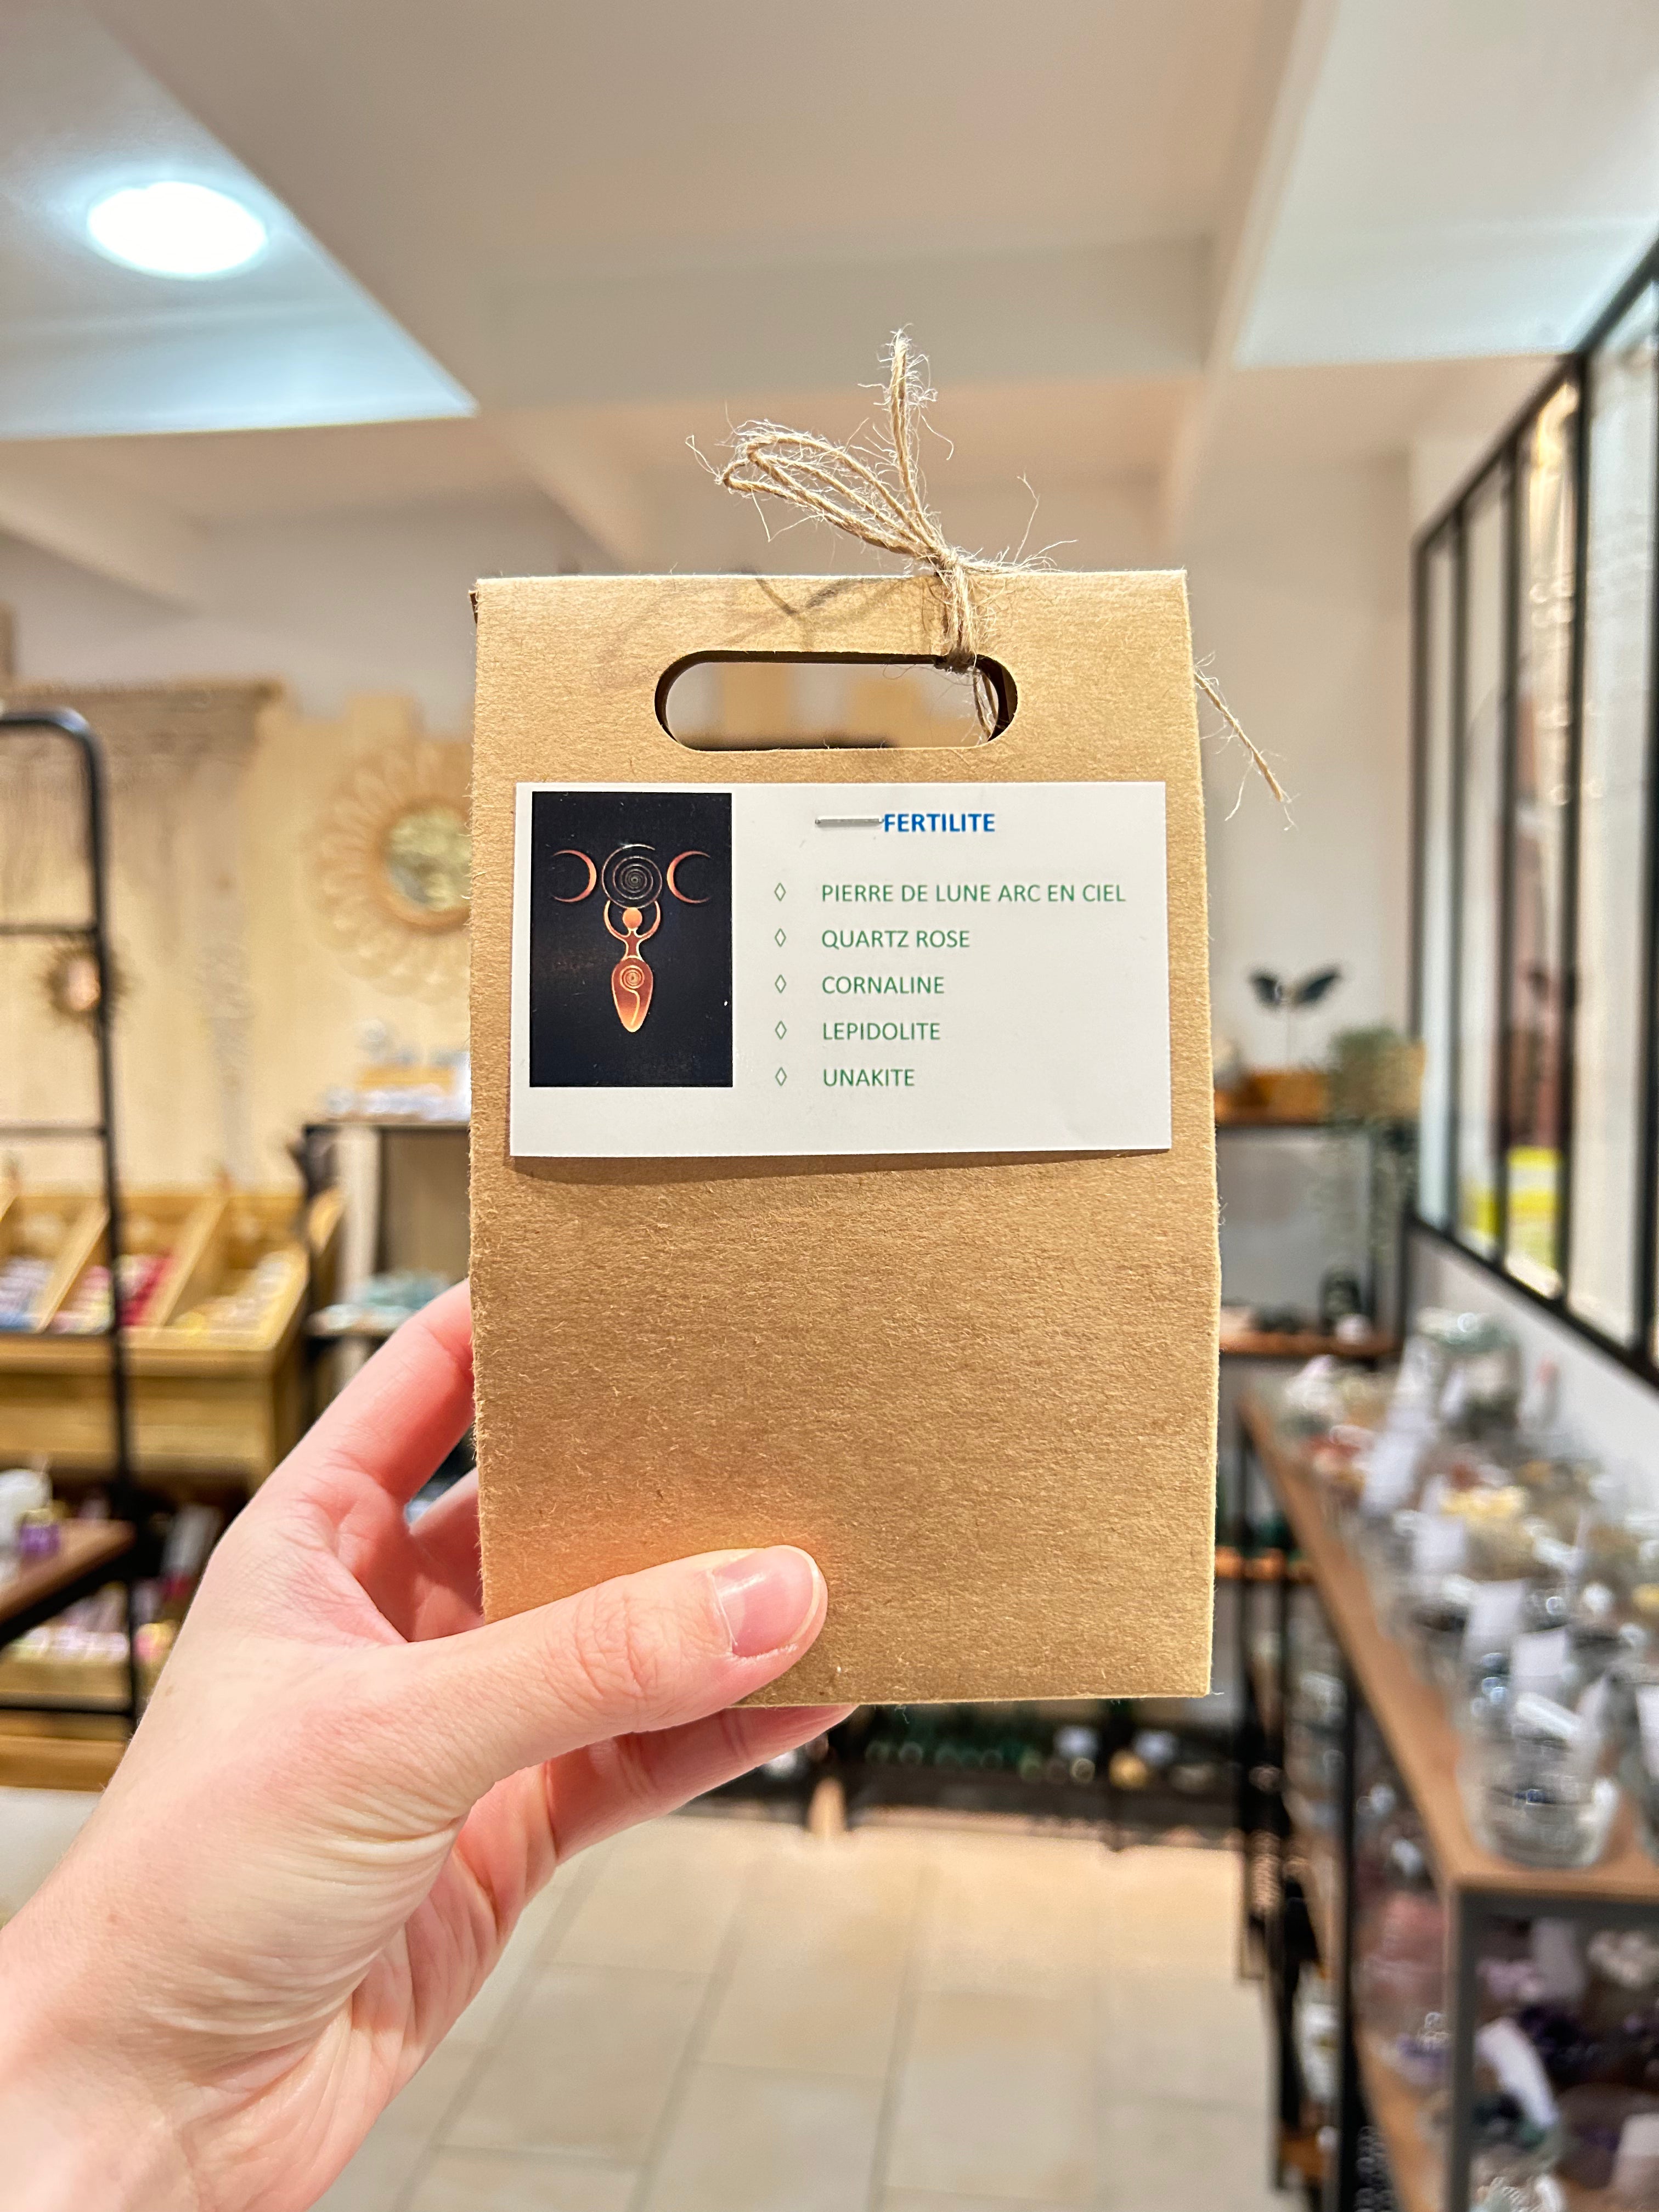 FERTILITE
◊ PIERRE DE LUNE ARC EN CIEL
◊ QUARTZ ROSE
◊ CORNALINE
◊ LEPIDOLITE
◊ UNAKITE